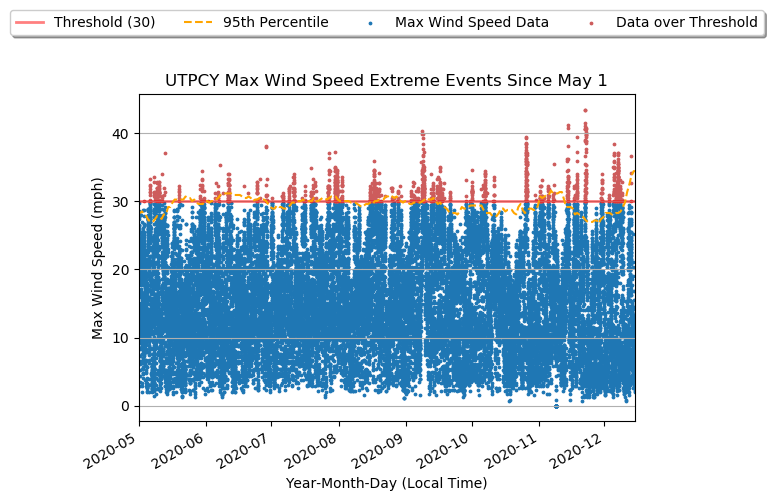 Threshold (30) 95th Percentile Max Wind Speed Data Data over Threshold
UTPCY Max Wind Speed Extreme Events Since May 1
Max Wind Speed (mph)
40
30
20
10
0
2020-05 2020-06 2020-07 2020-08 2020-09 2020-10 2020-11 2020-12
Year-Month-Day (Local Time)